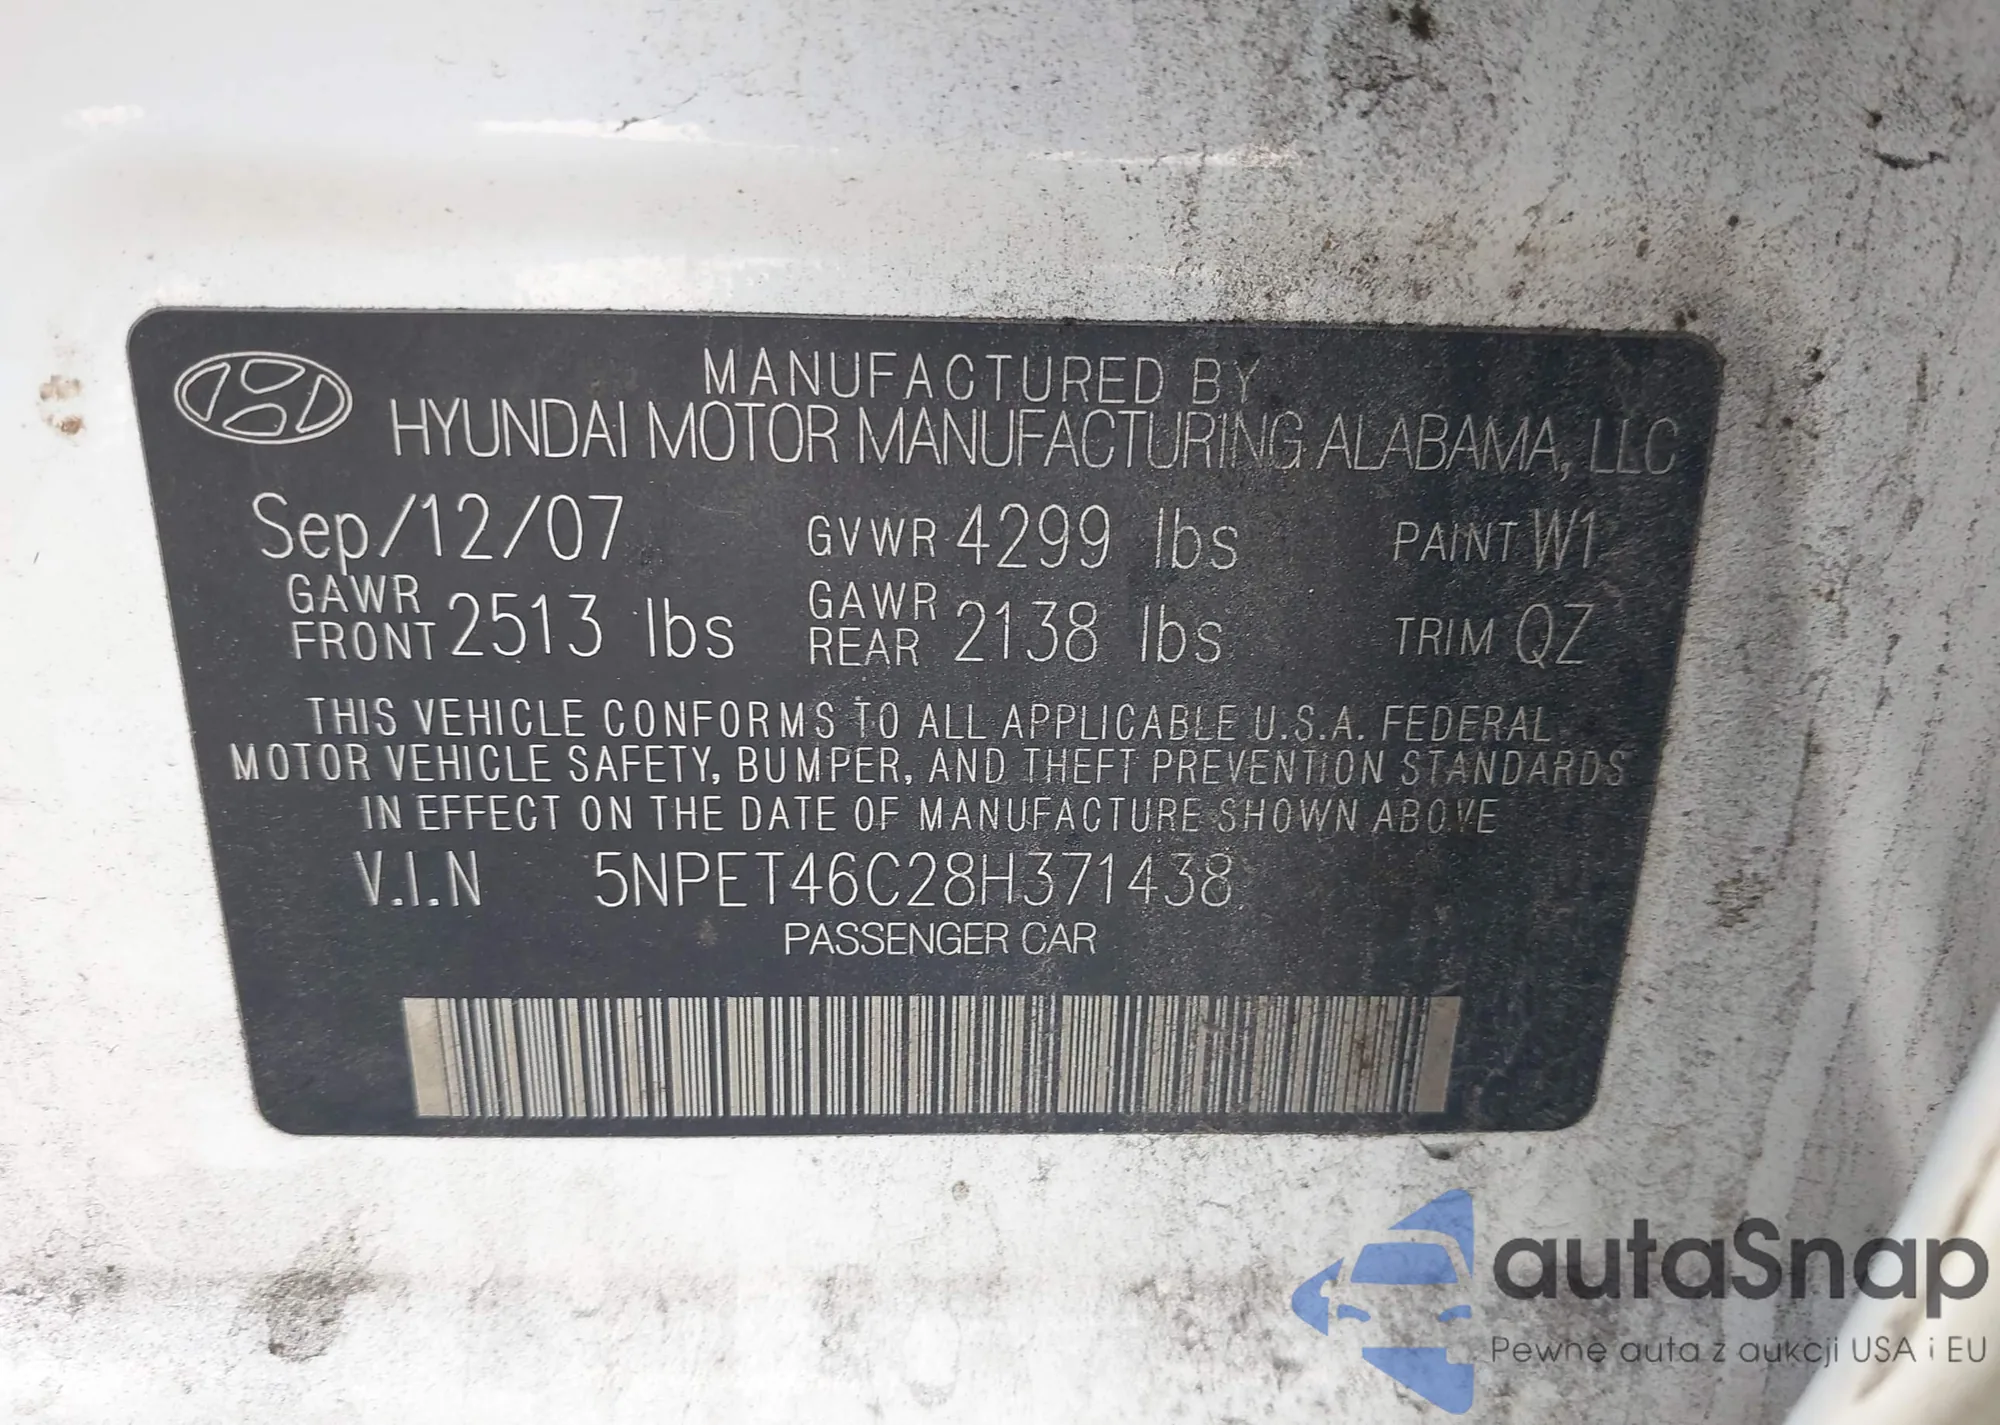 MANUFACTURED BY
HYUNDAI MOTOR MANUFACTURING ALABAMA, LLC
Sep/12/07 GVWR 4299 lbs PAINT W1
GAWR FRONT 2513 lbs GAWR REAR 2138 lbs TRIM QZ
THIS VEHICLE CONFORMS TO ALL APPLICABLE U.S.A. FEDERAL
MOTOR VEHICLE SAFETY, BUMPER, AND THEFT PREVENTION STANDARDS
IN EFFECT ON THE DATE OF MANUFACTURE SHOWN ABOVE
V.I.N 5NPET46C28H371438
PASSENGER CAR
autaSnap
Pewne auta z aukcji USA i EU